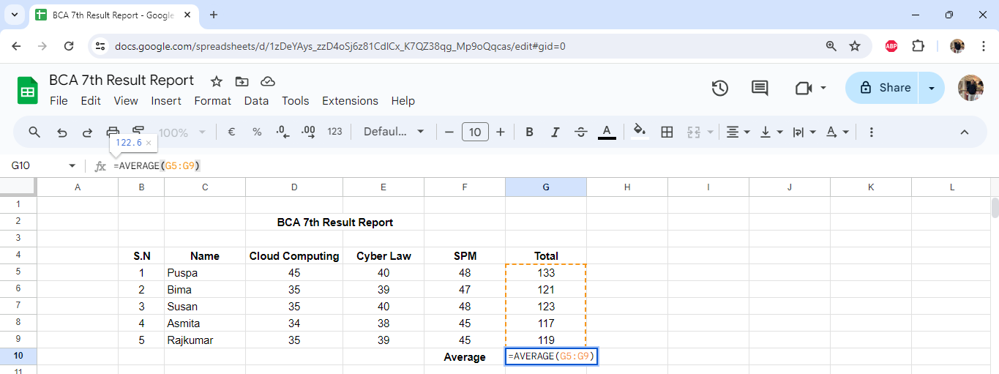 BCA 7th Result Report - Google
docs.google.com/spreadsheets/d/1zDeYAys_zzD4oSj6z81CdICx_K7QZ38qg_Mp9oQqcas/edit#gid=0
ABP
BCA 7th Result Report
File Edit View Insert Format Data Tools Extensions Help
Share
100% € % .0 .00 123 Defaul... − 10 + B I S A
122.6 ×
G10 fx =AVERAGE(G5:G9)
A B C D E F G H I J K L
1
2 BCA 7th Result Report
3
4 S.N Name Cloud Computing Cyber Law SPM Total
5 1 Puspa 45 40 48 133
6 2 Bima 35 39 47 121
7 3 Susan 35 40 48 123
8 4 Asmita 34 38 45 117
9 5 Rajkumar 35 39 45 119
10 Average =AVERAGE(G5:G9)
11